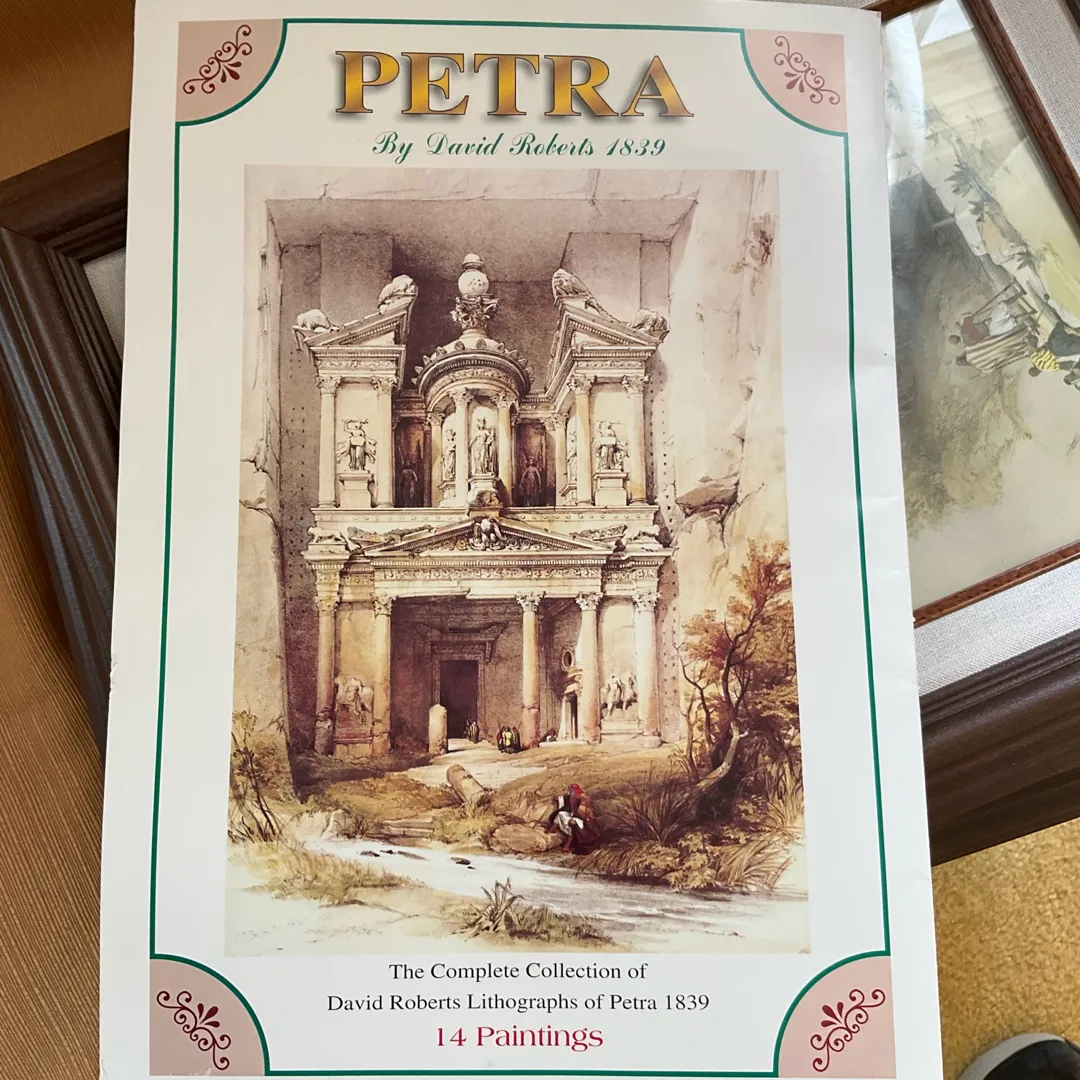 PETRA
By David Roberts 1839
The Complete Collection of
David Roberts Lithographs of Petra 1839
14 Paintings